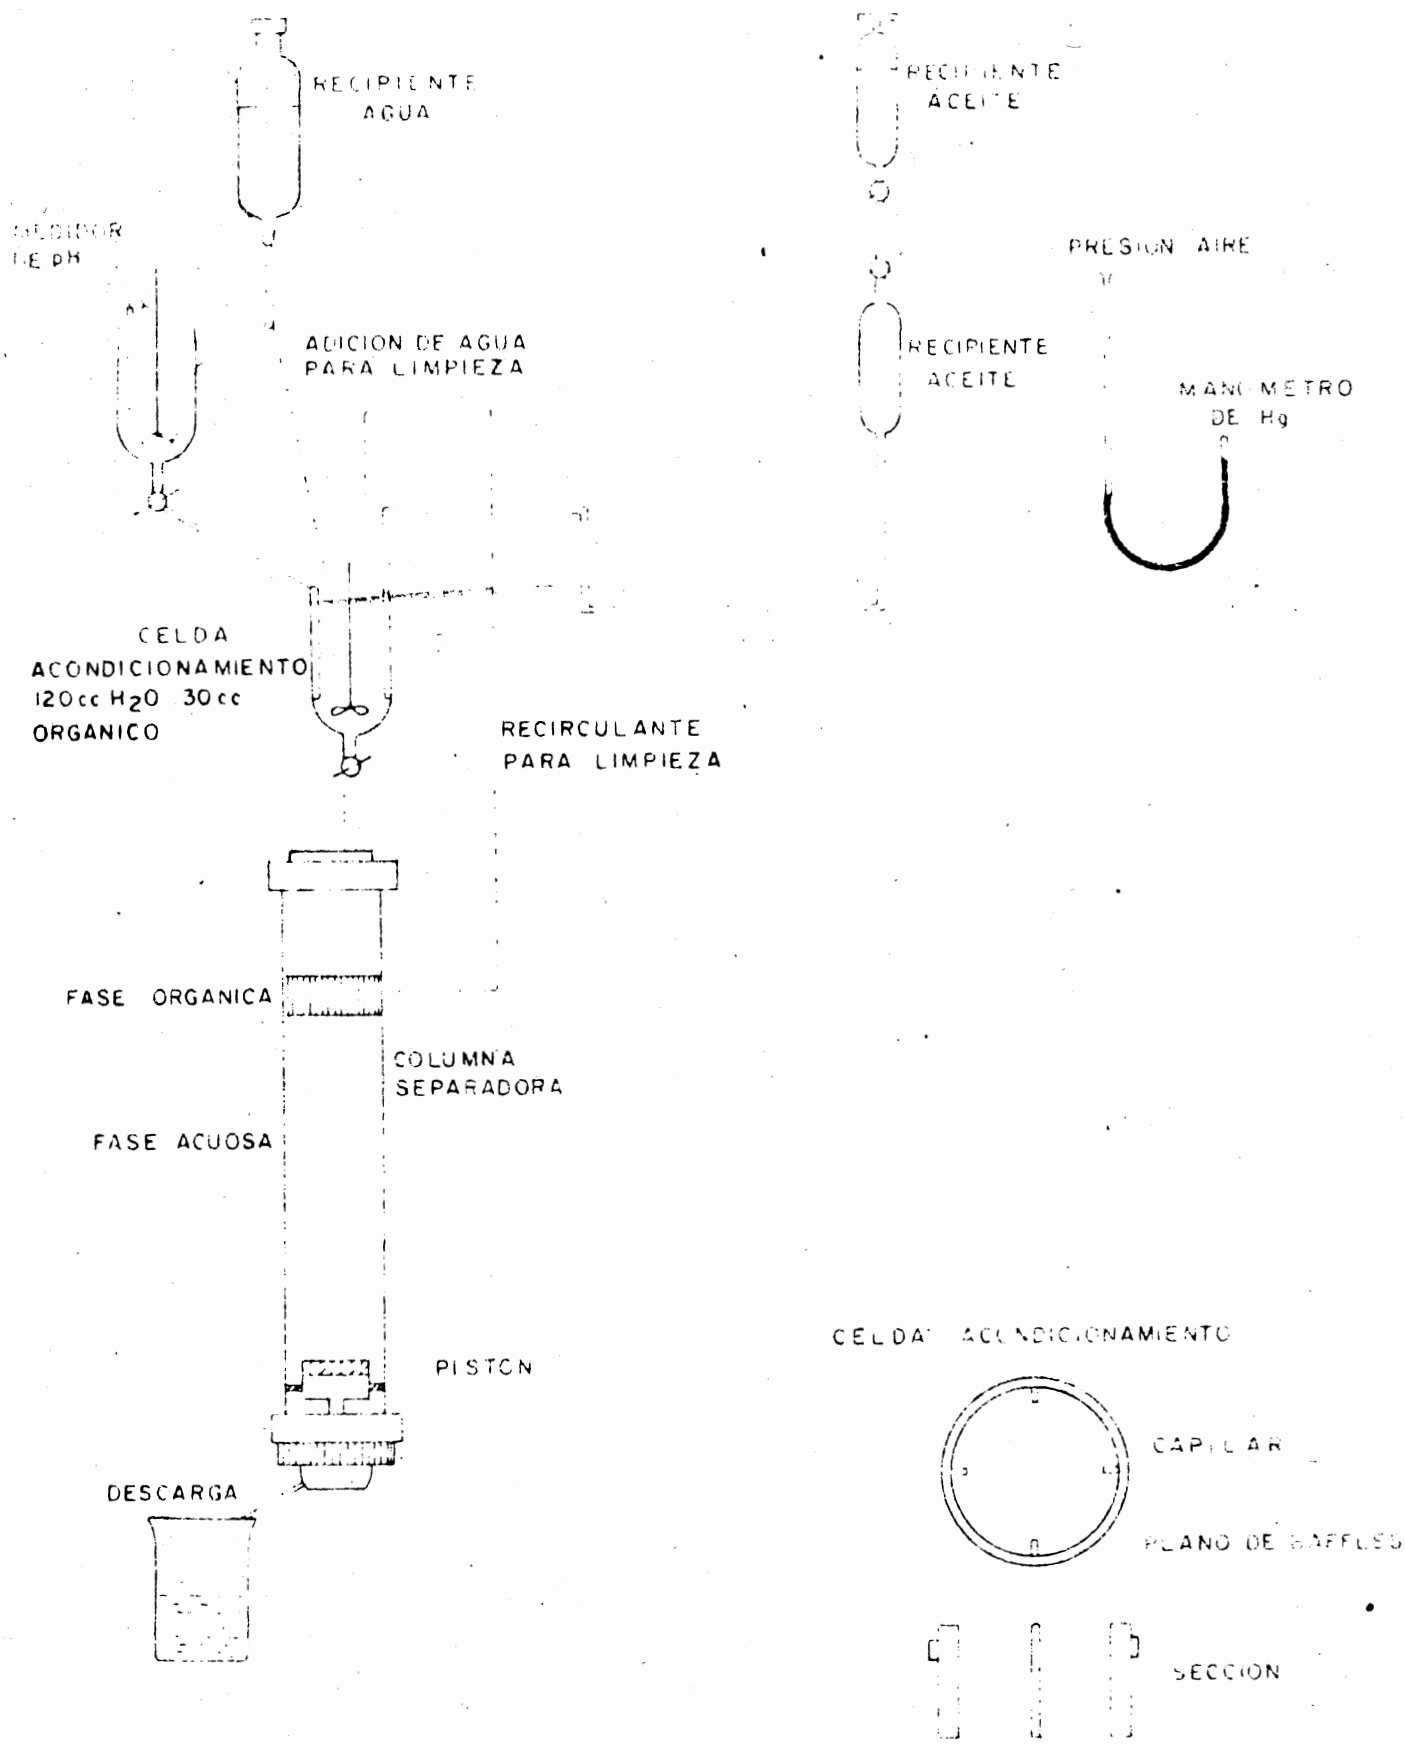 RECIPIENTE
AGUA
RECIPIENTE
ACEITE
MEDIDOR
DE pH
PRESION AIRE
ADICION DE AGUA
PARA LIMPIEZA
RECIPIENTE
ACEITE
MANOMETRO
DE Hg
CELDA
ACONDICIONAMIENTO
120cc H2O 30cc
ORGANICO
RECIRCULANTE
PARA LIMPIEZA
FASE ORGANICA
COLUMNA
SEPARADORA
FASE ACUOSA
PISTON
DESCARGA
CELDA ACONDICIONAMIENTO
CAPILAR
PLANO DE BAFFLES
SECCION